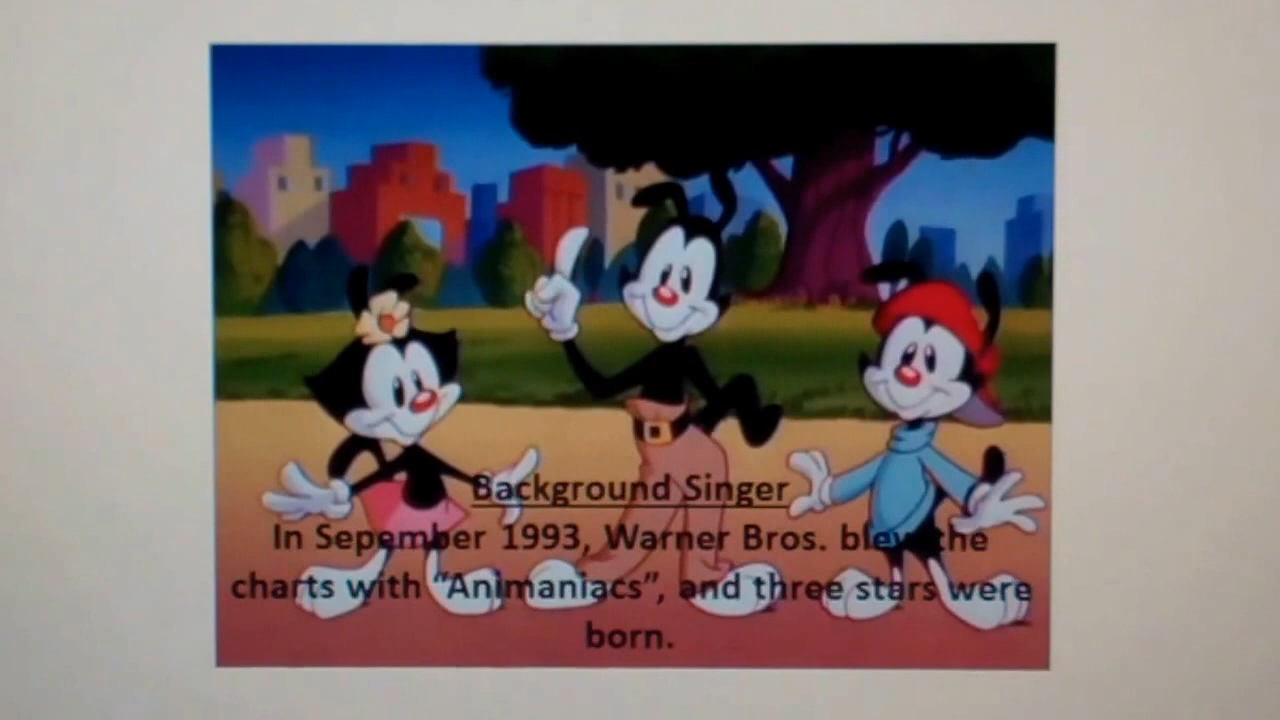 Background Singer
In Sepember 1993, Warner Bros. blew the
charts with “Animaniacs”, and three stars were
born.